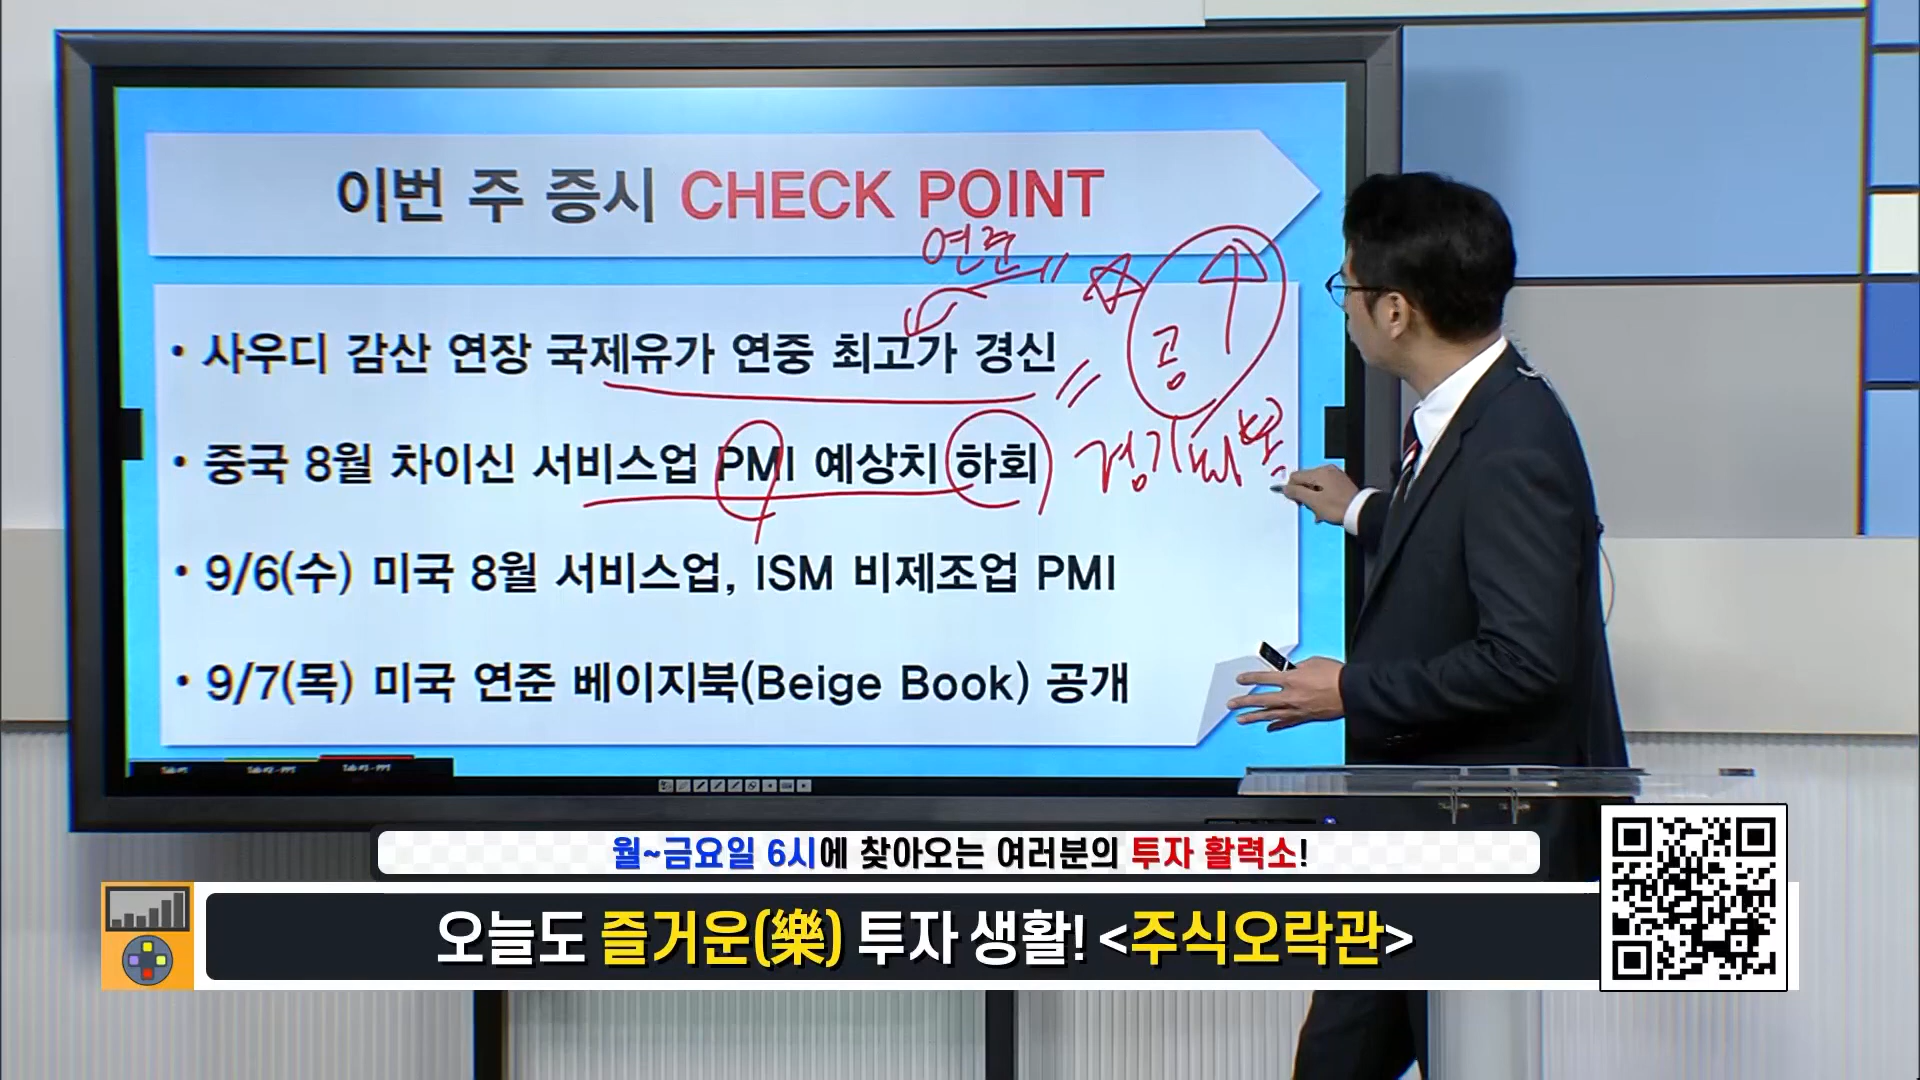 이번 주 증시 CHECK POINT
연준
공
• 사우디 감산 연장 국제유가 연중 최고가 경신
• 중국 8월 차이신 서비스업 PMI 예상치 하회
경기
• 9/6(수) 미국 8월 서비스업, ISM 비제조업 PMI
• 9/7(목) 미국 연준 베이지북(Beige Book) 공개
월~금요일 6시에 찾아오는 여러분의 투자 활력소!
오늘도 즐거운(樂) 투자 생활! <주식오락관>